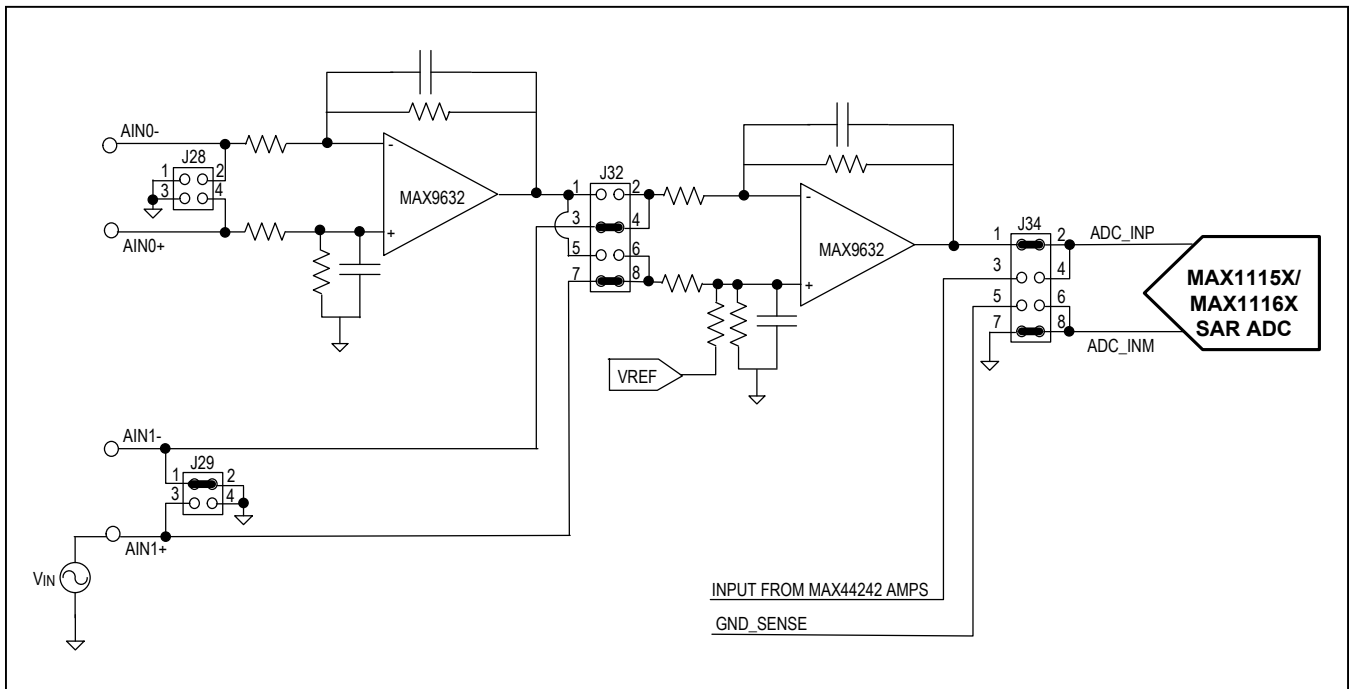 AIN0-
J28
1 2
3 4
AIN0+
-
MAX9632
+
J32
1 2
3 4
5 6
7 8
-
MAX9632
+
VREF
J34
1 2
3 4
5 6
7 8
ADC_INP
ADC_INM
MAX1115X/
MAX1116X
SAR ADC
AIN1-
J29
1 2
3 4
AIN1+
VIN
INPUT FROM MAX44242 AMPS
GND_SENSE